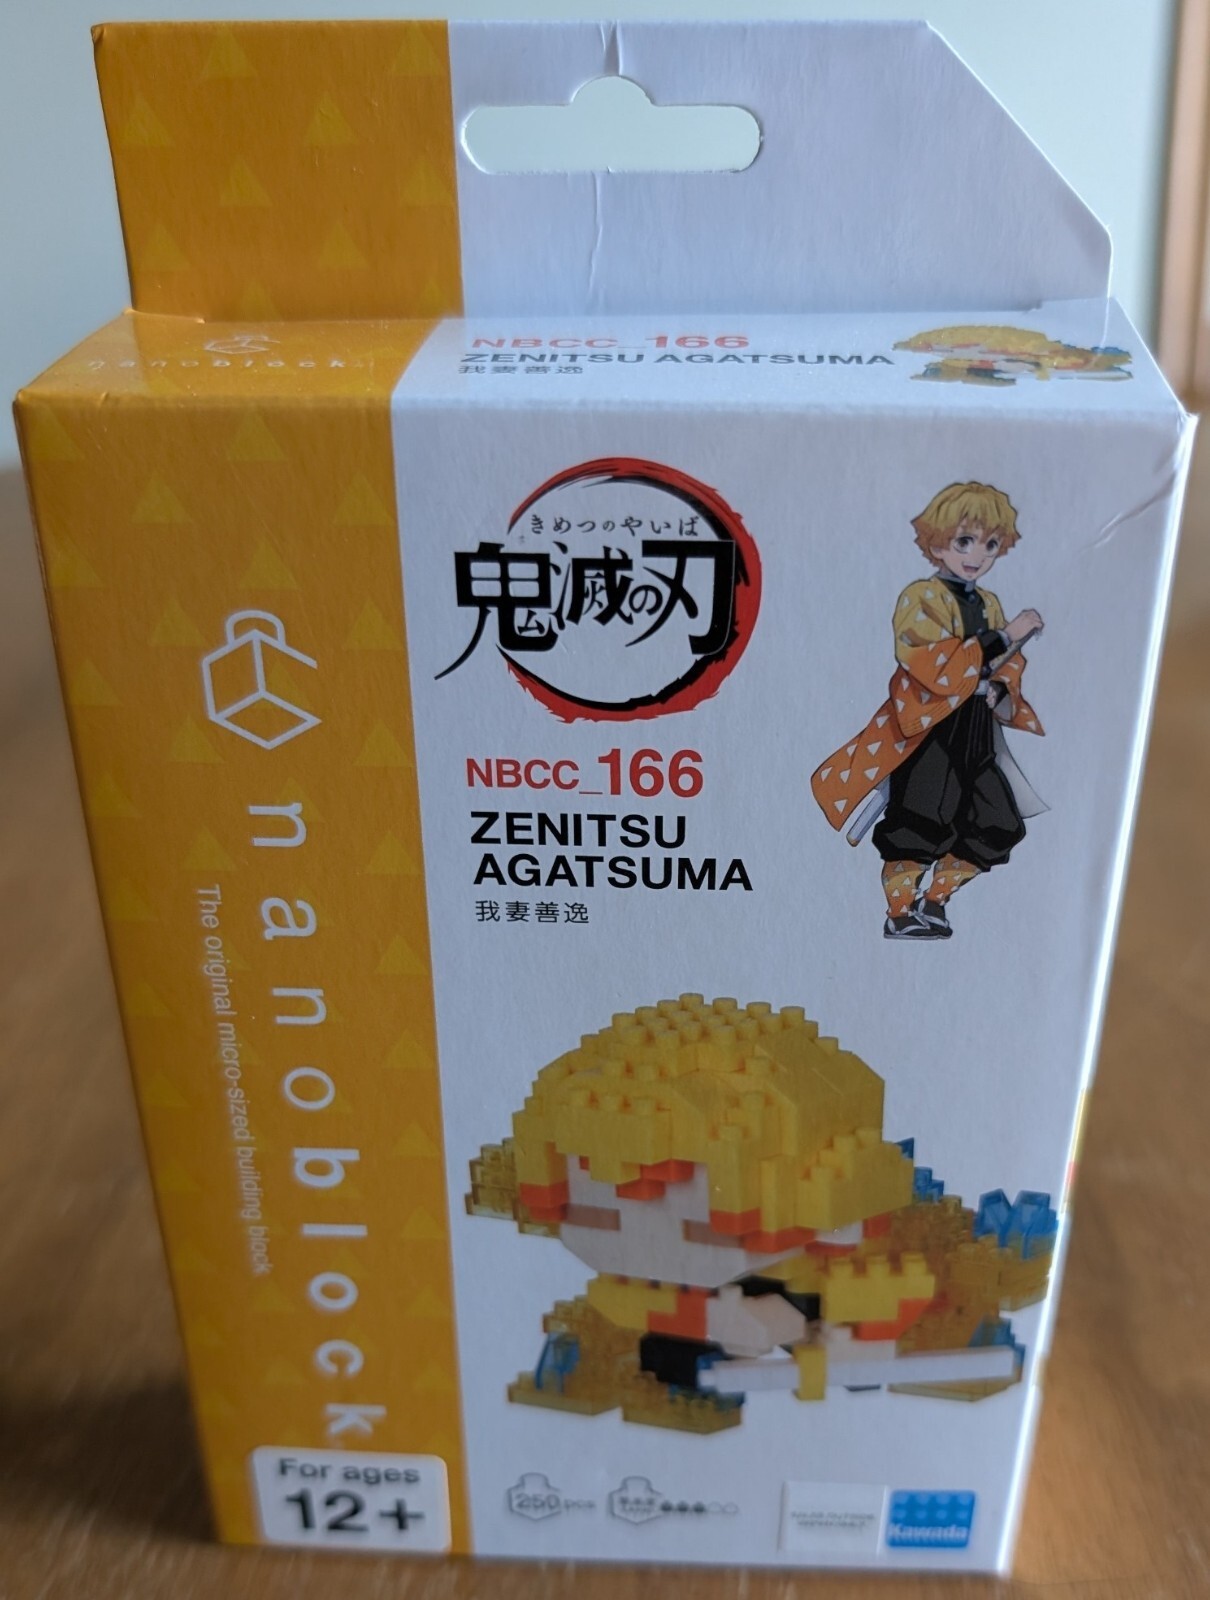 nanoblock
NBCC_166
ZENITSU AGATSUMA
我妻善逸
きめつのやいば
鬼滅の刃
NBCC_166
ZENITSU
AGATSUMA
我妻善逸
nanoblock
The original micro-sized building block
For ages
12+
250 pcs
Kawada